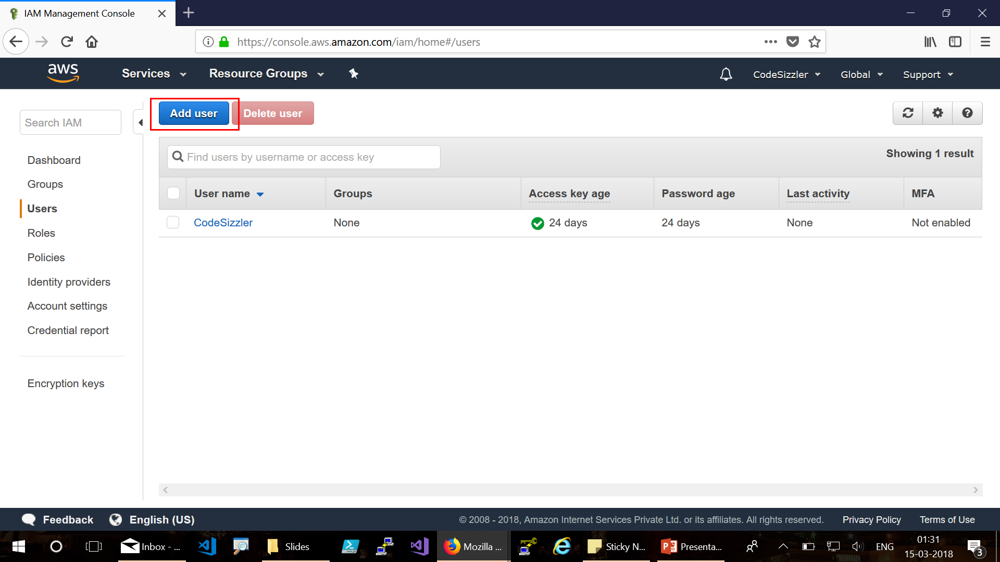 IAM Management Console
https://console.aws.amazon.com/iam/home#/users
aws
Services
Resource Groups
CodeSizzler
Global
Support
Search IAM
Add user
Delete user
Dashboard
Groups
Users
Roles
Policies
Identity providers
Account settings
Credential report
Encryption keys
Find users by username or access key
Showing 1 result
User name
Groups
Access key age
Password age
Last activity
MFA
CodeSizzler
None
24 days
24 days
None
Not enabled
Feedback
English (US)
© 2008 - 2018, Amazon Internet Services Private Ltd. or its affiliates. All rights reserved.
Privacy Policy
Terms of Use
Inbox - ...
Slides
Mozilla ...
Sticky N...
Presenta...
ENG
01:31
15-03-2018
3